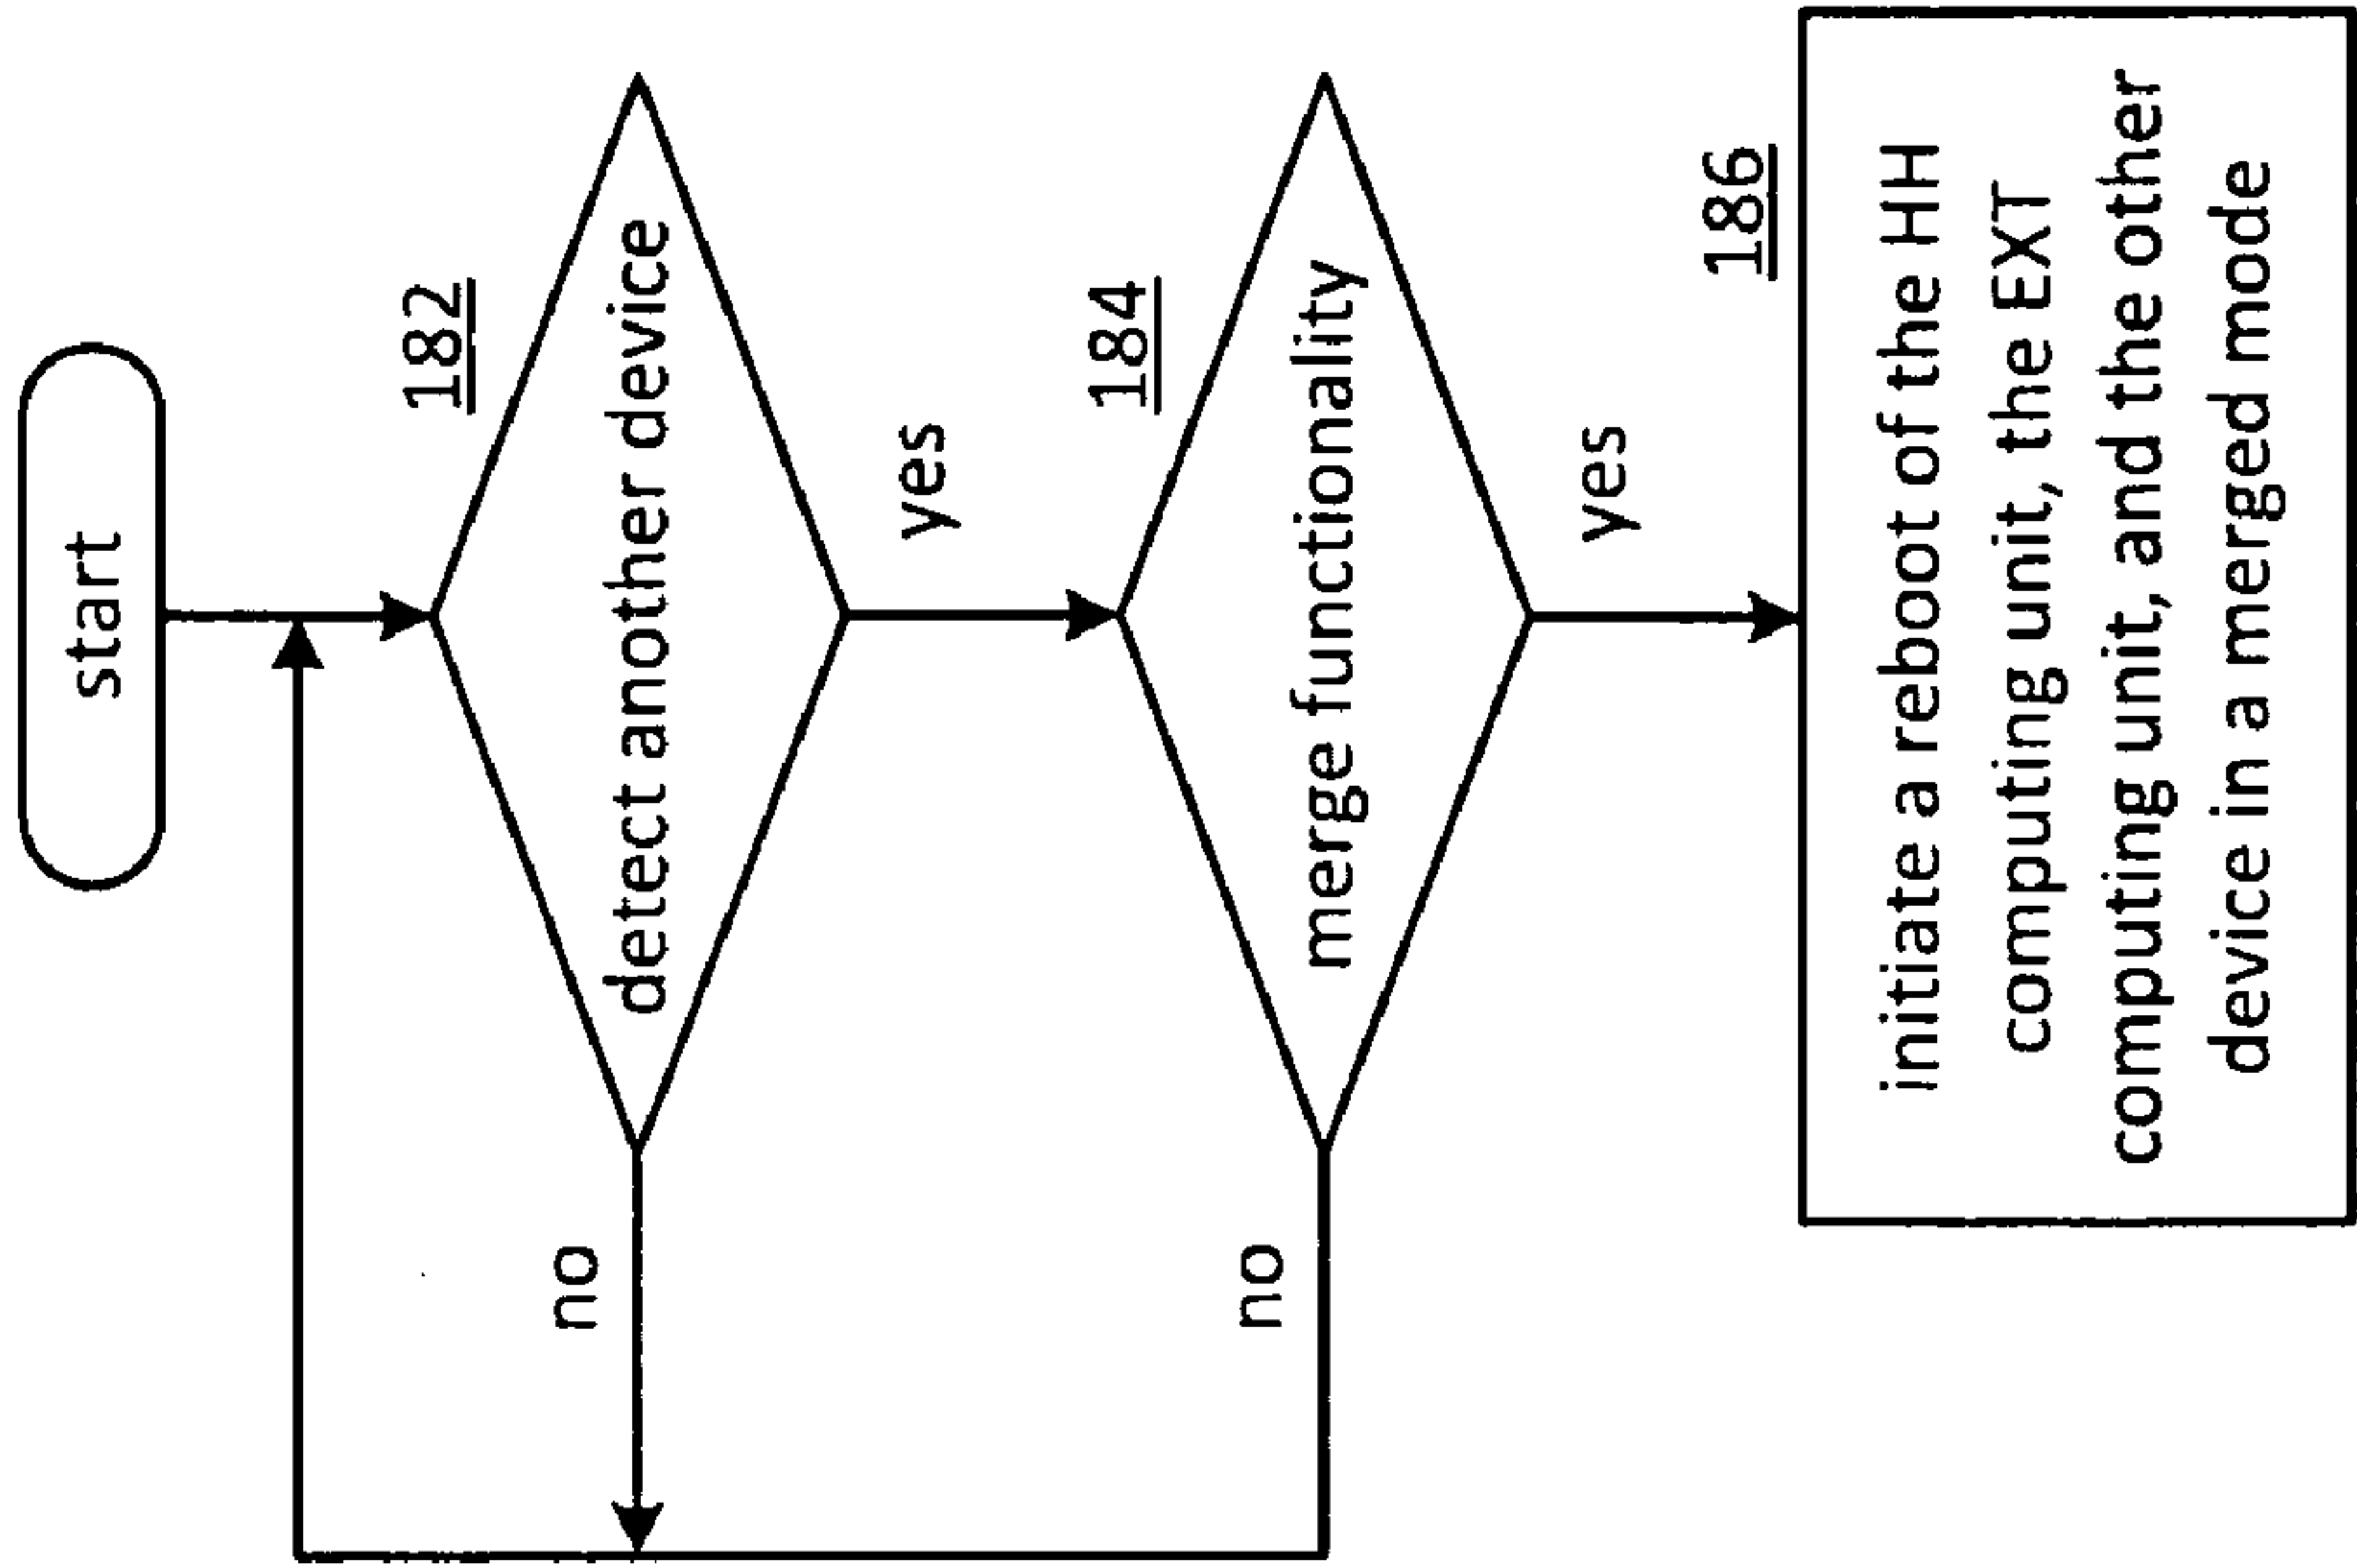 start
182
detect another device
no
yes
184
merge functionality
no
yes
186
initiate a reboot of the HH
computing unit, the EXT
computing unit, and the other
device in a merged mode